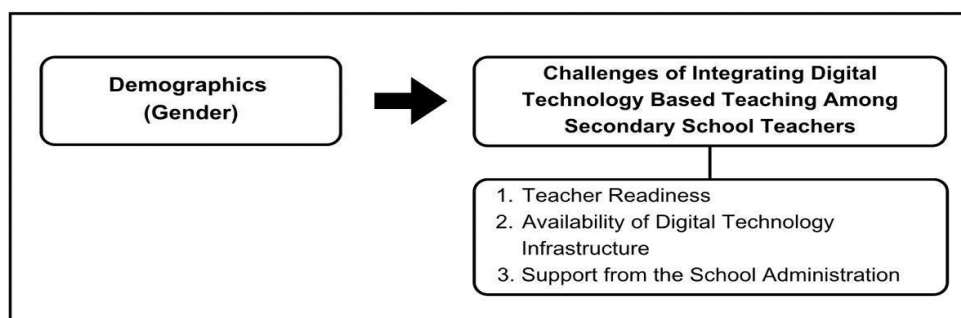 Demographics
(Gender)
Challenges of Integrating Digital
Technology Based Teaching Among
Secondary School Teachers
1. Teacher Readiness
2. Availability of Digital Technology
Infrastructure
3. Support from the School Administration